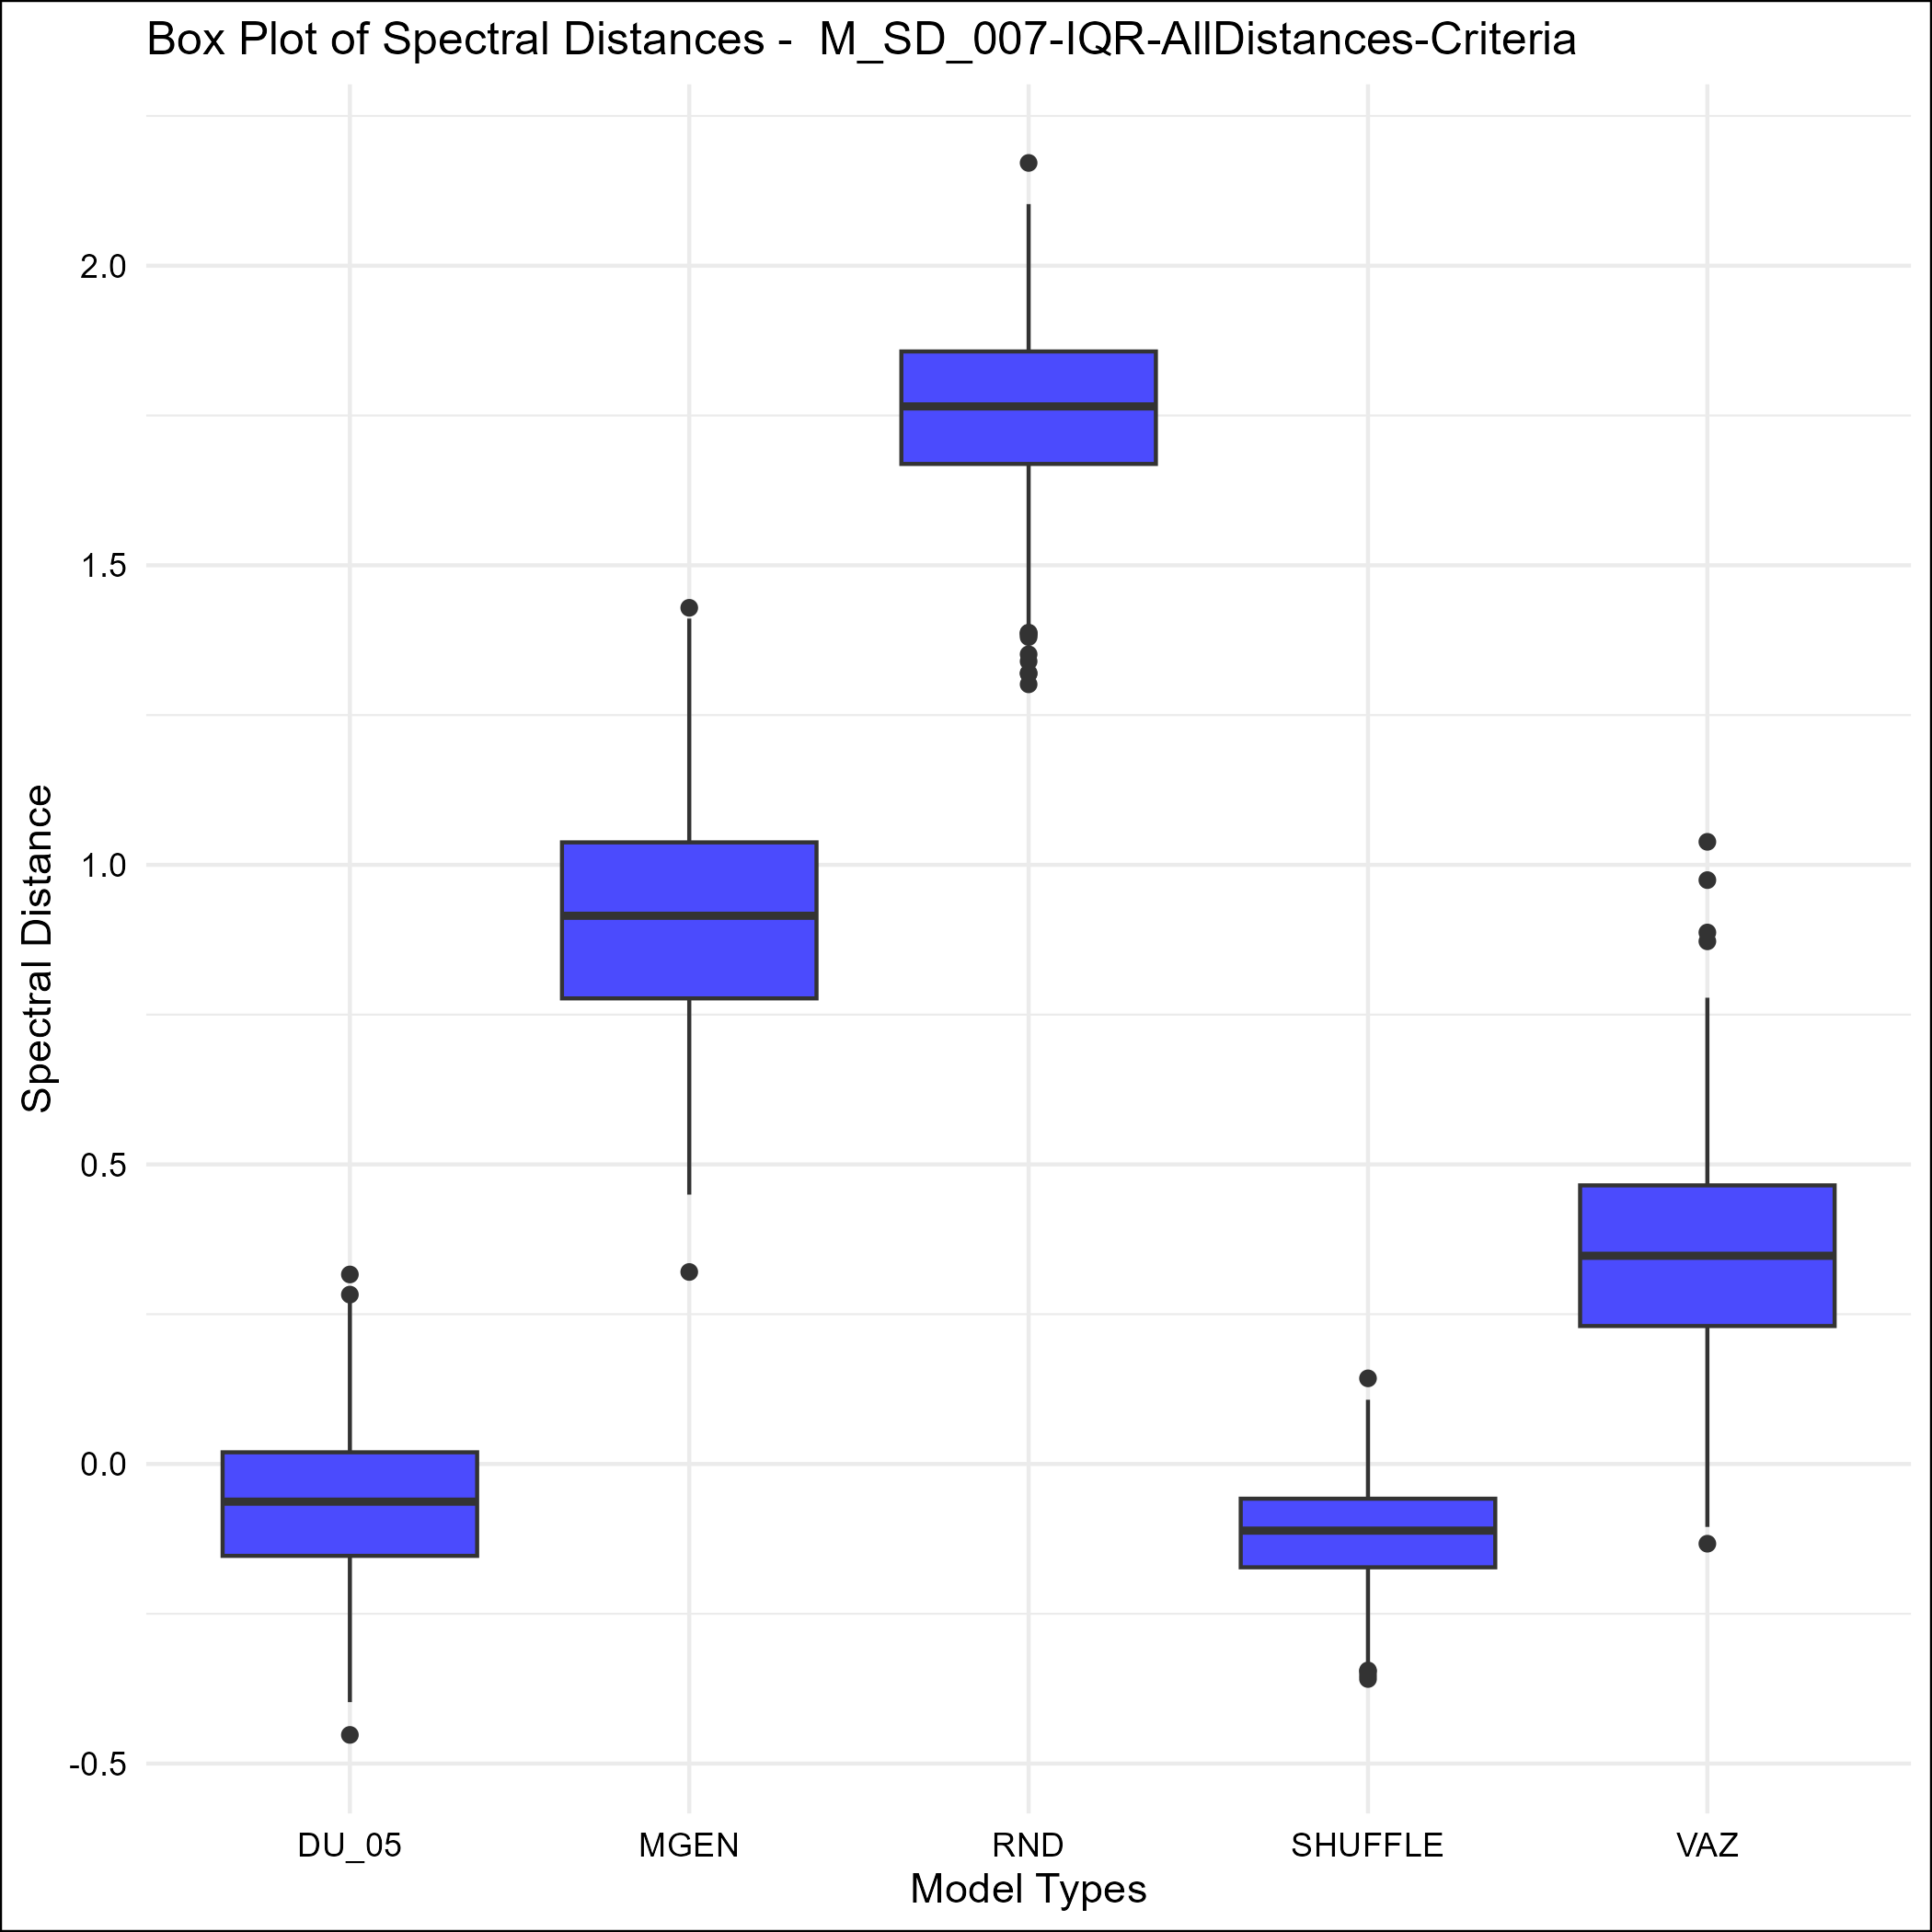 Box Plot of Spectral Distances -  M_SD_007-IQR-AllDistances-Criteria
Spectral Distance
2.0
1.5
1.0
0.5
0.0
-0.5
DU_05 MGEN RND SHUFFLE VAZ
Model Types